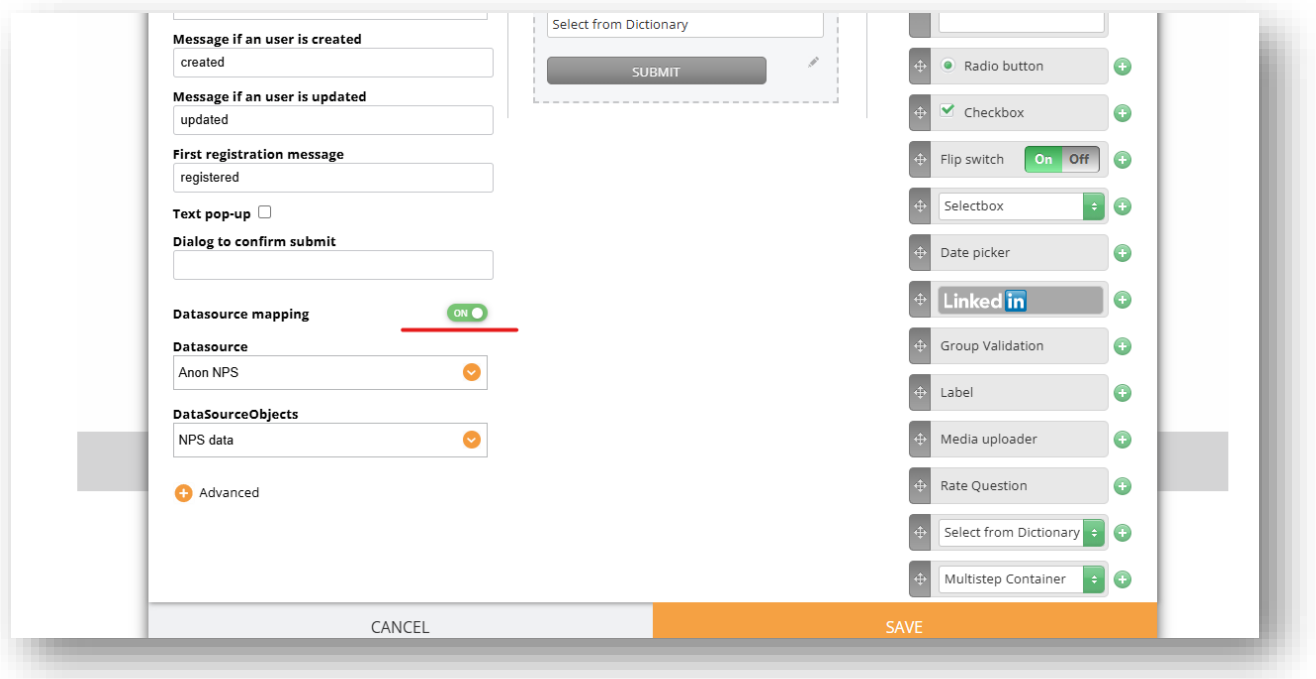 Message if an user is created
created
Message if an user is updated
updated
First registration message
registered
Text pop-up
Dialog to confirm submit
Datasource mapping
ON
Datasource
Anon NPS
DataSourceObjects
NPS data
Advanced
Select from Dictionary
SUBMIT
Radio button
Checkbox
Flip switch On Off
Selectbox
Date picker
Linked in
Group Validation
Label
Media uploader
Rate Question
Select from Dictionary
Multistep Container
CANCEL
SAVE